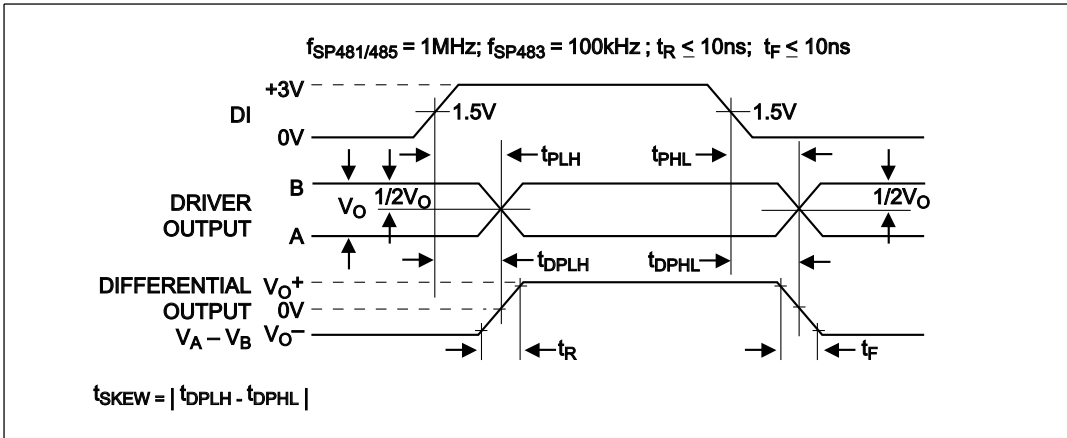 fSP481/485 = 1MHz; fSP483 = 100kHz ; tR ≤ 10ns; tF ≤ 10ns
+3V
DI
1.5V
1.5V
0V
tPLH
tPHL
B
DRIVER
OUTPUT
VO
1/2VO
1/2VO
A
tDPLH
tDPHL
DIFFERENTIAL
OUTPUT
VA – VB
VO+
0V
VO–
tR
tF
tSKEW = | tDPLH - tDPHL |